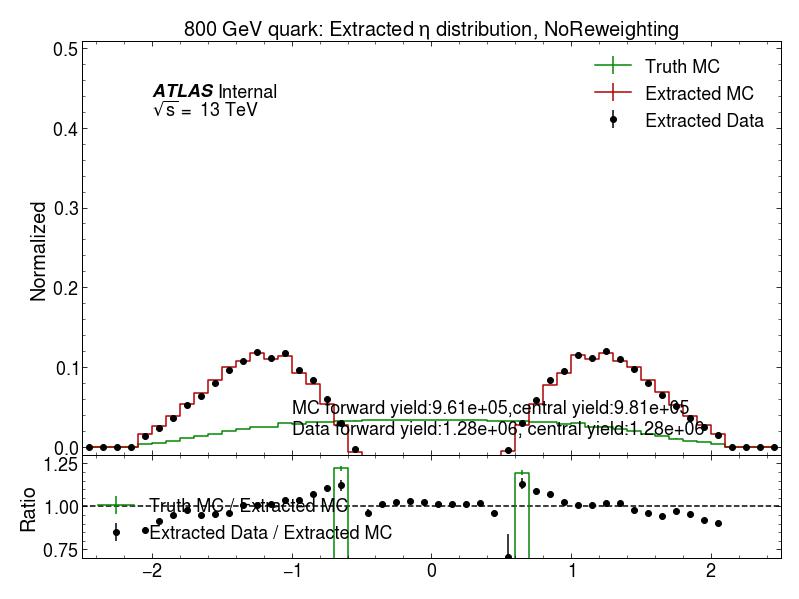 800 GeV quark: Extracted η distribution, NoReweighting
0.5
ATLAS Internal
√s = 13 TeV
Truth MC
Extracted MC
Extracted Data
0.4
0.3
Normalized
0.2
0.1
MC forward yield:9.61e+05,central yield:9.81e+05
Data forward yield:1.28e+06, central yield:1.28e+06
0.0
1.25
Ratio
1.00
Truth MC / Extracted MC
Extracted Data / Extracted MC
0.75
−2 −1 0 1 2